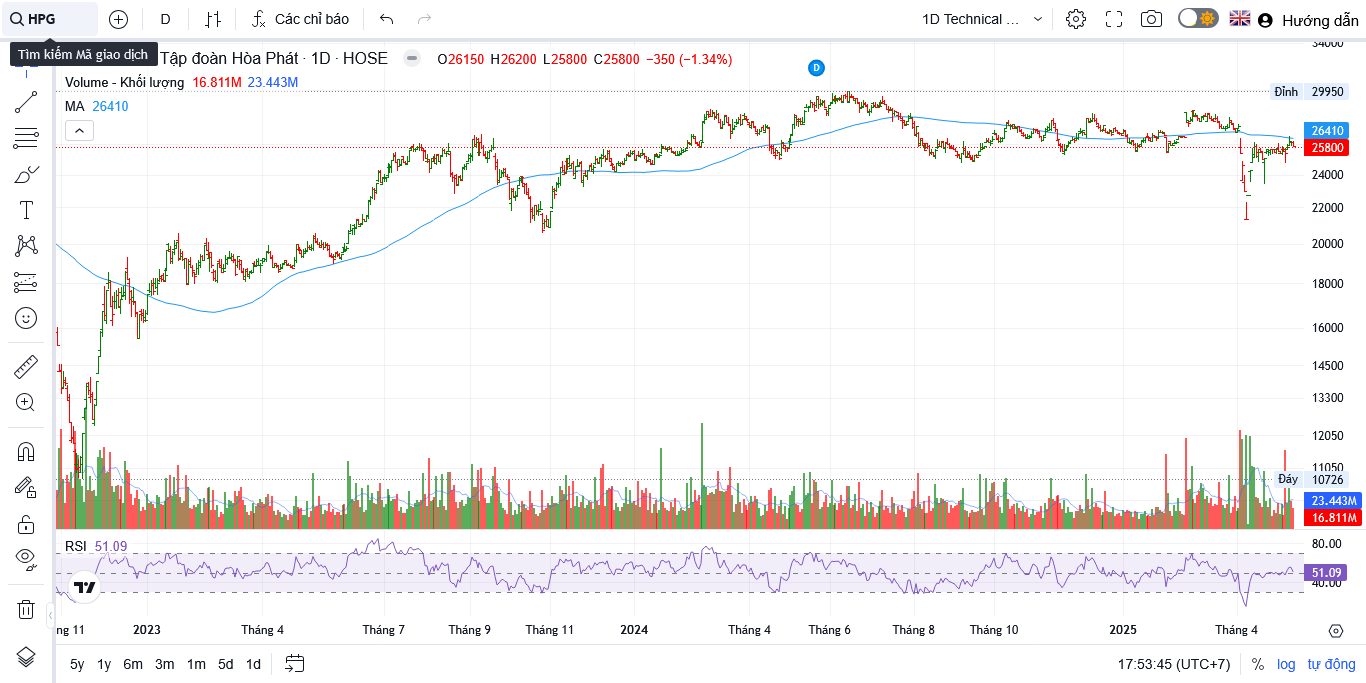 HPG
D
Các chỉ báo
1D Technical ...
Hướng dẫn
Tìm kiếm Mã giao dịch
Tập đoàn Hòa Phát · 1D · HOSE
O26150 H26200 L25800 C25800 −350 (−1.34%)
Volume - Khối lượng 16.811M 23.443M
MA 26410
D
34000
Đỉnh 29950
26410
25800
24000
22000
20000
18000
16000
14500
13300
12050
11050
Đáy 10726
23.443M
16.811M
RSI 51.09
80.00
51.09
40.00
ng 11 2023 Tháng 4 Tháng 7 Tháng 9 Tháng 11 2024 Tháng 4 Tháng 6 Tháng 8 Tháng 10 2025 Tháng 4
5y 1y 6m 3m 1m 5d 1d
17:53:45 (UTC+7) % log tự động